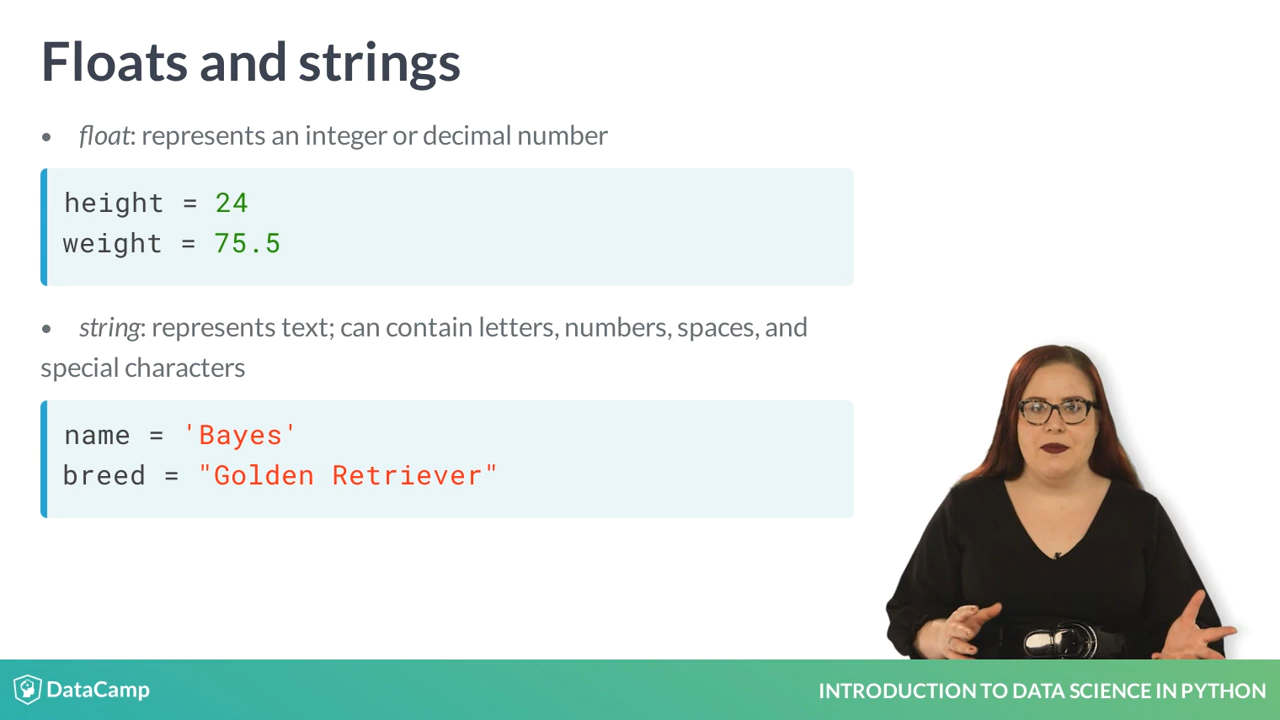 Floats and strings
• float: represents an integer or decimal number
height = 24
weight = 75.5
• string: represents text; can contain letters, numbers, spaces, and
special characters
name = 'Bayes'
breed = "Golden Retriever"
DataCamp
INTRODUCTION TO DATA SCIENCE IN PYTHON